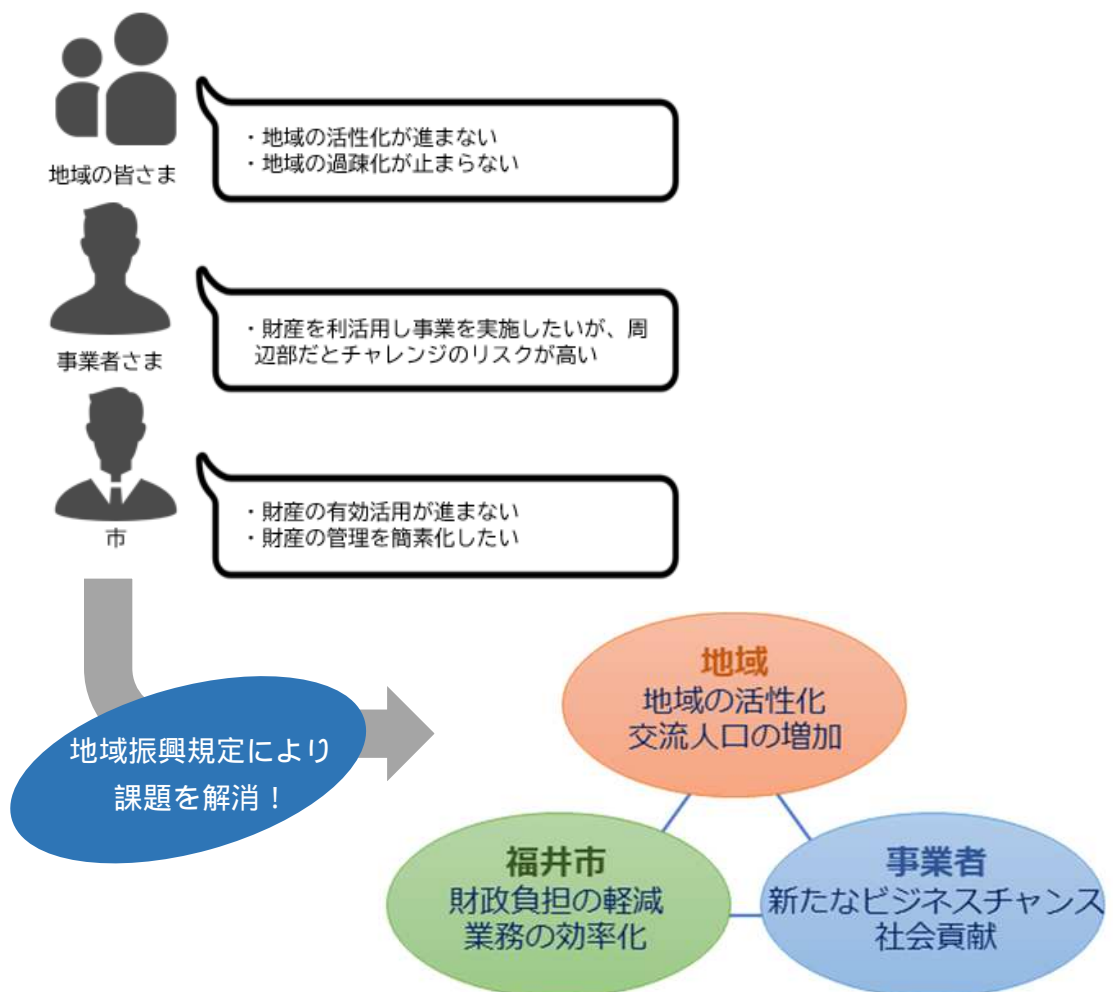 地域の皆さま
・地域の活性化が進まない
・地域の過疎化が止まらない
事業者さま
・財産を利活用し事業を実施したいが、周
辺部だとチャレンジのリスクが高い
市
・財産の有効活用が進まない
・財産の管理を簡素化したい
地域振興規定により
課題を解消！
地域
地域の活性化
交流人口の増加
福井市
財政負担の軽減
業務の効率化
事業者
新たなビジネスチャンス
社会貢献